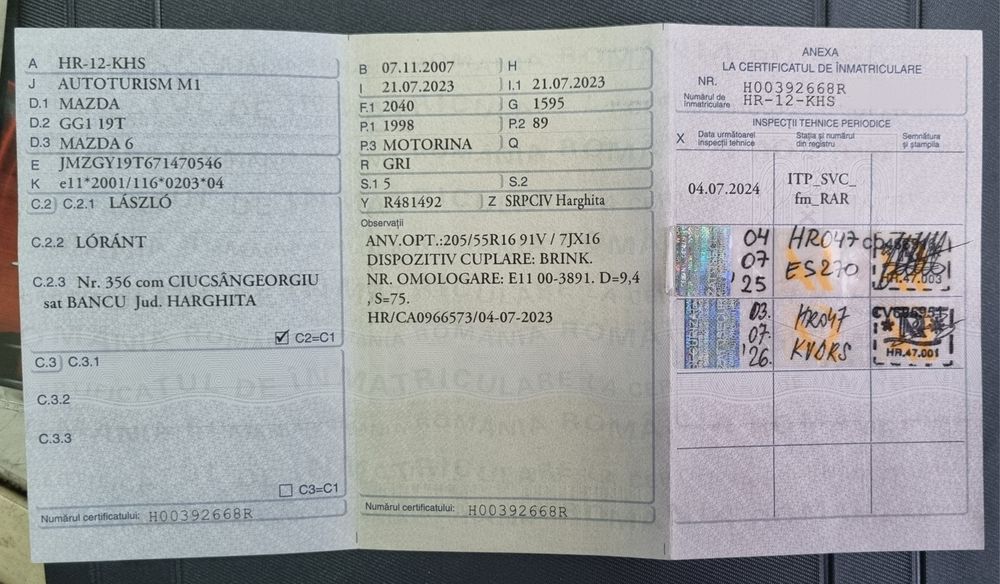 A HR-12-KHS
J AUTOTURISM M1
D.1 MAZDA
D.2 GG1 19T
D.3 MAZDA 6
E JMZGY19T671470546
K e11*2001/116*0203*04
C.2 C.2.1 LÁSZLÓ
C.2.2 LÓRÁNT
C.2.3 Nr. 356 com CIUCSÂNGEORGIU
sat BANCU Jud. HARGHITA
C2=C1
C.3 C.3.1
C.3.2
C.3.3
C3=C1
Numărul certificatului: H00392668R
B 07.11.2007 H
I 21.07.2023 I.1 21.07.2023
F.1 2040 G 1595
P.1 1998 P.2 89
P.3 MOTORINA Q
R GRI
S.1 5 S.2
Y R481492 Z SRPCIV Harghita
Observații
ANV.OPT.:205/55R16 91V / 7JX16
DISPOZITIV CUPLARE: BRINK.
NR. OMOLOGARE: E11 00-3891. D=9,4
, S=75.
HR/CA0966573/04-07-2023
Numărul certificatului: H00392668R
ANEXA
LA CERTIFICATUL DE ÎNMATRICULARE
NR. H00392668R
Numărul de înmatriculare HR-12-KHS
INSPECȚII TEHNICE PERIODICE
X Data următoarei inspecții tehnice
Stația și numărul din registru
Semnătura și ștampila
04.07.2024 ITP_SVC_
fm_RAR
04 07 '25
HR047
ES270
HR.47.003
03. 07. '26.
HR047
KVDRS
HR.47.001